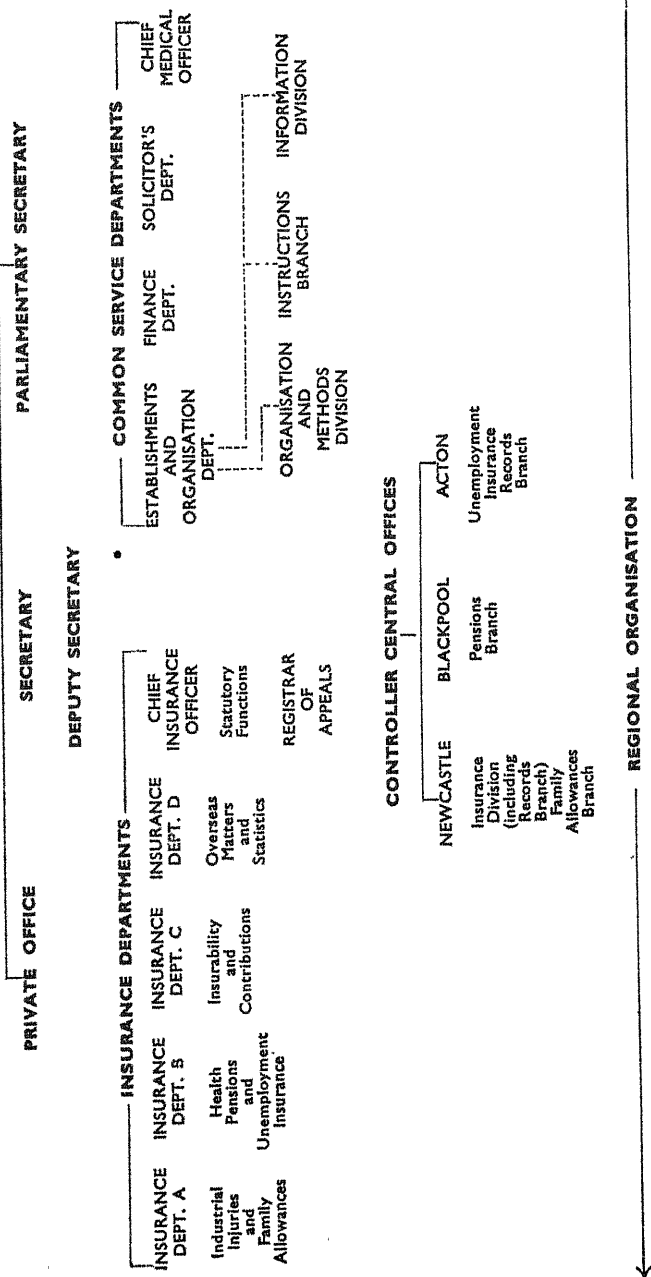 PRIVATE OFFICE
SECRETARY
PARLIAMENTARY SECRETARY
DEPUTY SECRETARY
INSURANCE DEPARTMENTS
INSURANCE
DEPT. A
Industrial
Injuries
and
Family
Allowances
INSURANCE
DEPT. B
Health
Pensions
and
Unemployment
Insurance
INSURANCE
DEPT. C
Insurability
and
Contributions
INSURANCE
DEPT. D
Overseas
Matters
and
Statistics
CHIEF
INSURANCE
OFFICER
Statutory
Functions
REGISTRAR
OF
APPEALS
COMMON SERVICE DEPARTMENTS
ESTABLISHMENTS
AND
ORGANISATION
DEPT.
FINANCE
DEPT.
SOLICITOR'S
DEPT.
CHIEF
MEDICAL
OFFICER
ORGANISATION
AND
METHODS
DIVISION
INSTRUCTIONS
BRANCH
INFORMATION
DIVISION
CONTROLLER CENTRAL OFFICES
NEWCASTLE
Insurance
Division
(including
Records
Branch)
Family
Allowances
Branch
BLACKPOOL
Pensions
Branch
ACTON
Unemployment
Insurance
Records
Branch
REGIONAL ORGANISATION